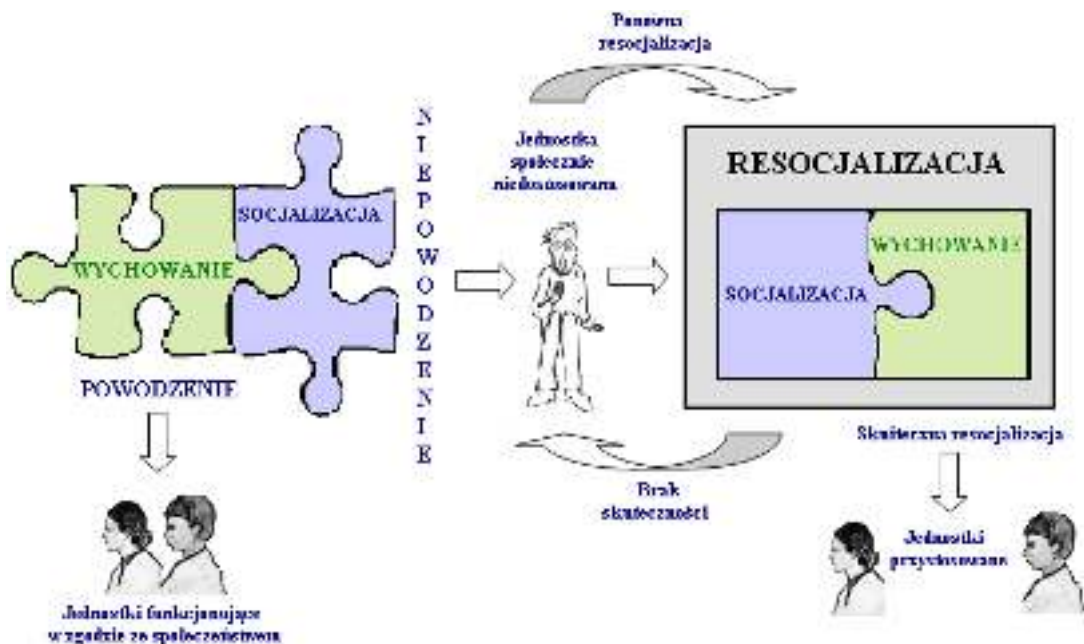 Ponowna
resocjalizacja
NIEPOWODZENIE
Jednostka
społecznie
RESOCJALIZACJA
SOCJALIZACJA
WYCHOWANIE
WYCHOWANIE
SOCJALIZACJA
POWODZENIE
Skuteczna resocjalizacja
Brak
skuteczności
Jednostki
przystosowane
Jednostki funkcjonujące
w zgodzie ze społeczeństwem